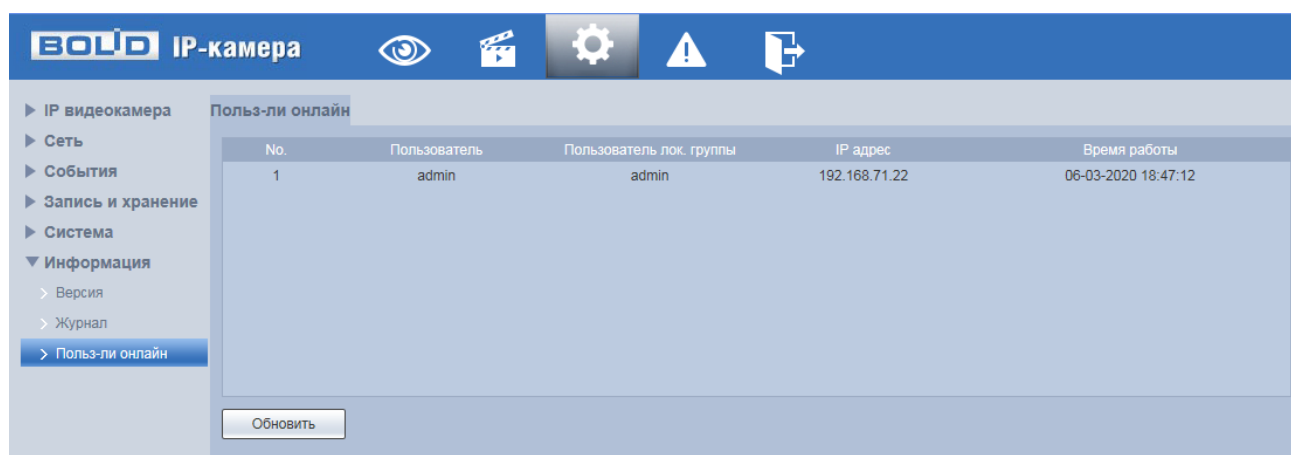 BOLID IP-камера
IP видеокамера
Сеть
События
Запись и хранение
Система
Информация
Версия
Журнал
Польз-ли онлайн
Польз-ли онлайн
No. Пользователь Пользователь лок. группы IP адрес Время работы
1 admin admin 192.168.71.22 06-03-2020 18:47:12
Обновить